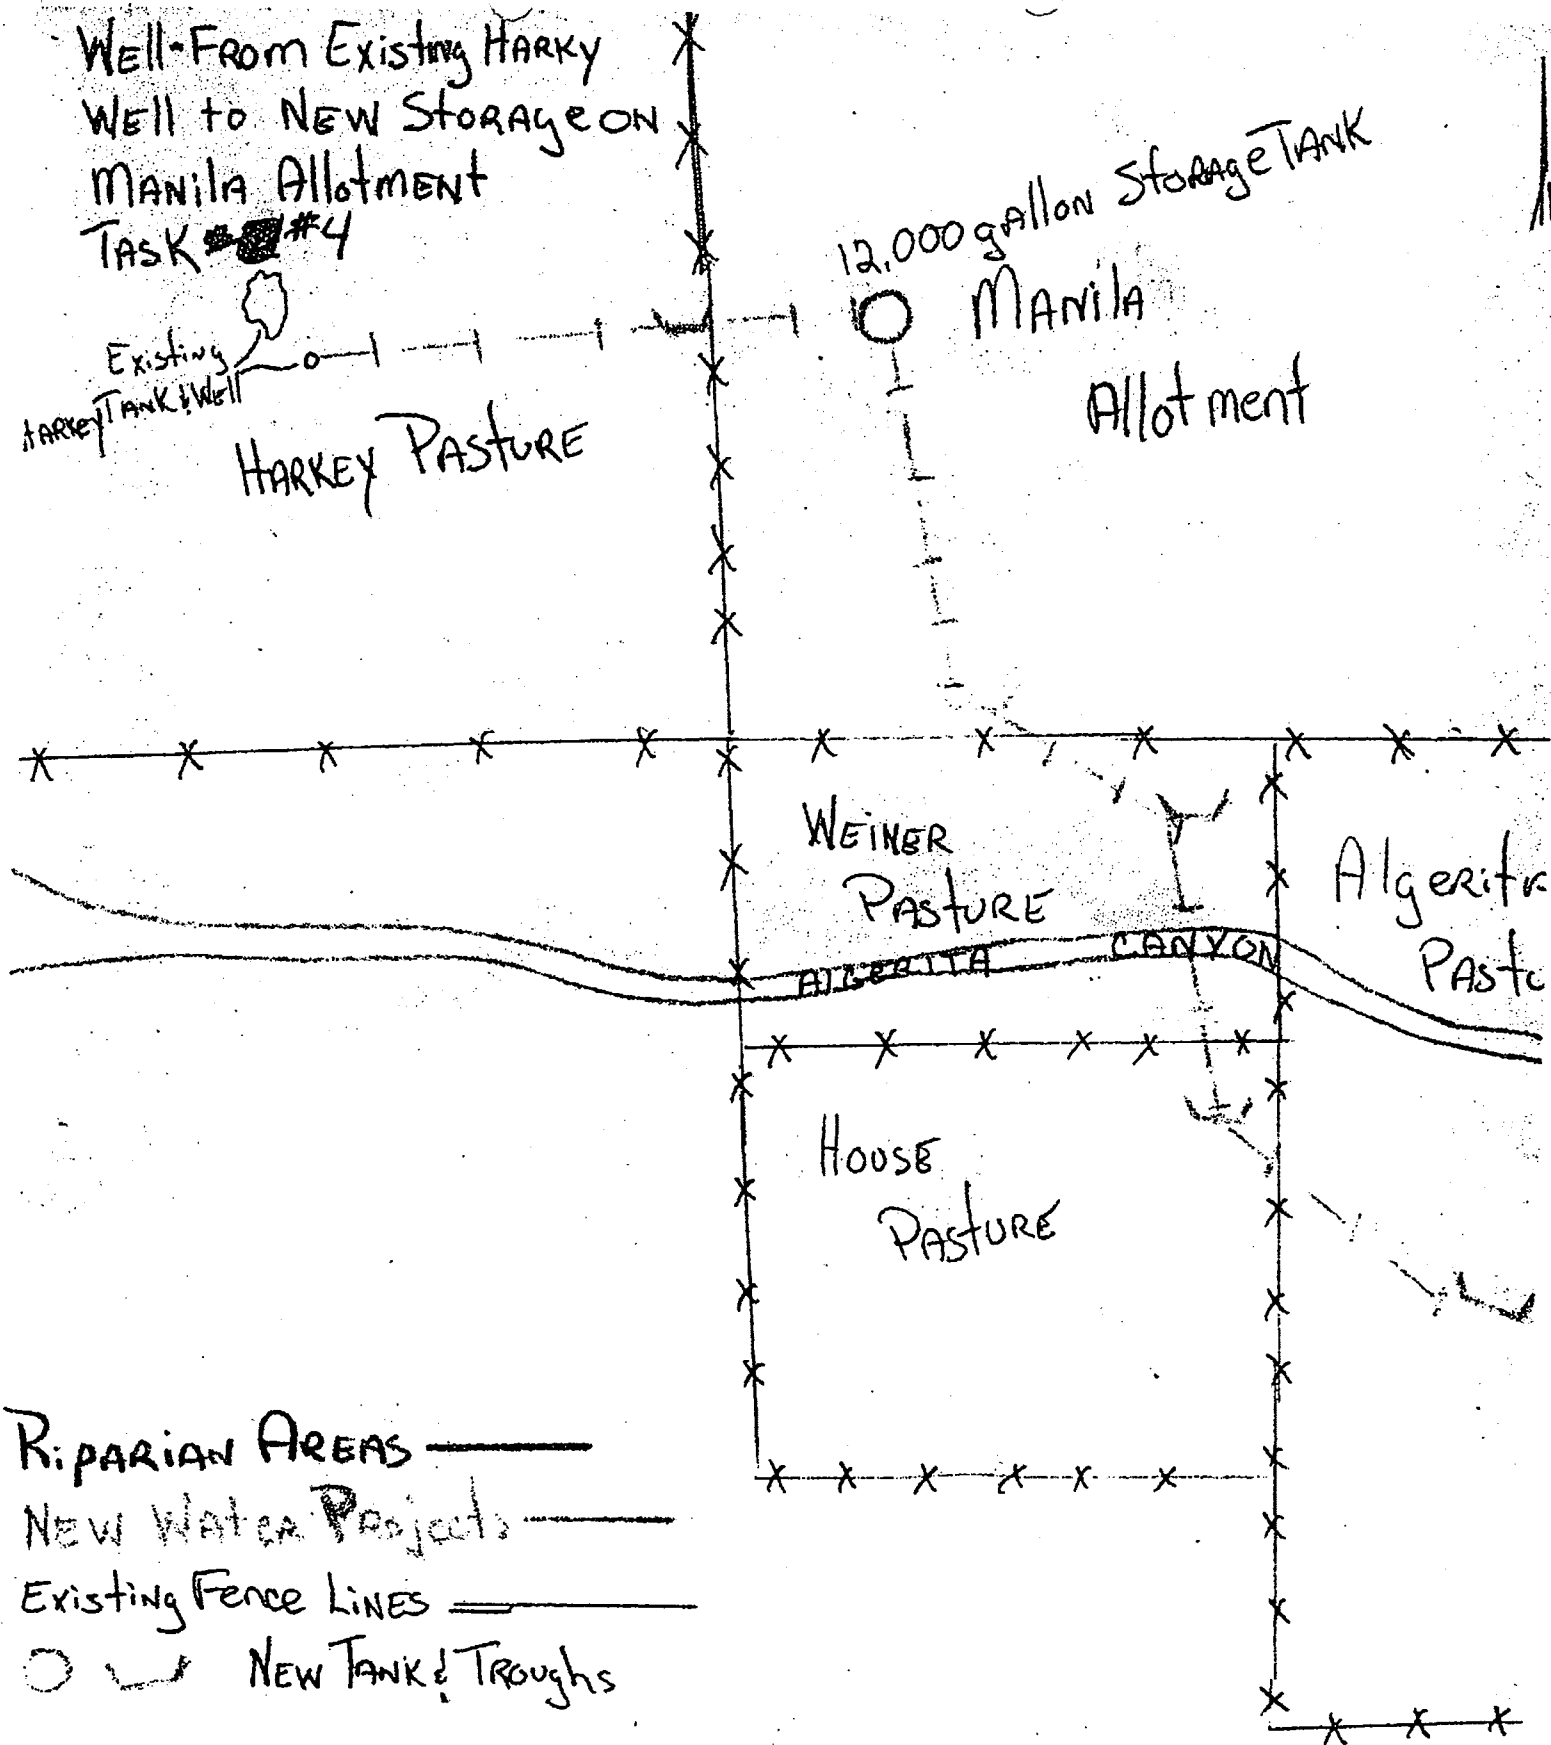 Well-From Existing Harky
Well to New Storage on
Manila Allotment
Task #4
12,000 gallon Storage Tank
Manila
Allotment
Existing
Harkey Tank & Well
Harkey Pasture
Weiner
Pasture
Algerita
Past
Algerita Canyon
House
Pasture
Riparian Areas
New Water Projects
Existing Fence Lines
New Tank & Troughs